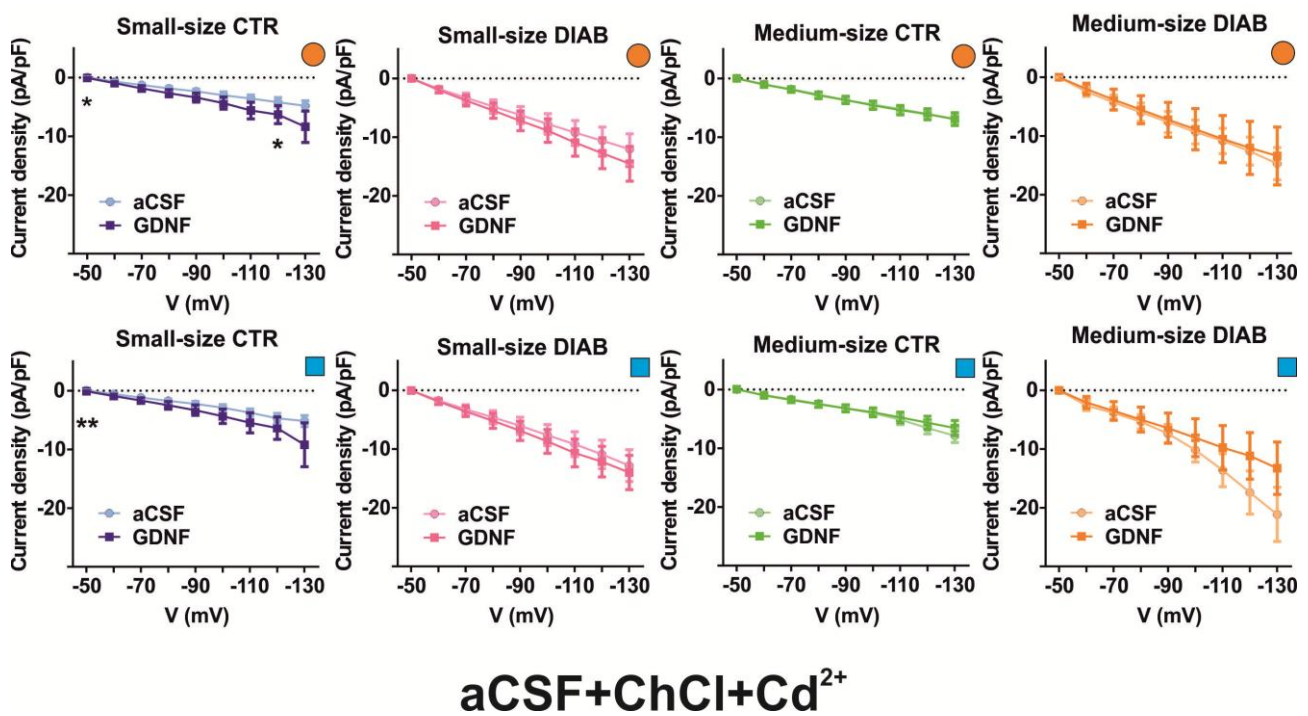 Small-size CTR
Current density (pA/pF)
0
-10
-20
*
*
aCSF
GDNF
-50 -70 -90 -110 -130
V (mV)
Small-size DIAB
Current density (pA/pF)
0
-10
-20
aCSF
GDNF
-50 -70 -90 -110 -130
V (mV)
Medium-size CTR
Current density (pA/pF)
0
-10
-20
aCSF
GDNF
-50 -70 -90 -110 -130
V (mV)
Medium-size DIAB
Current density (pA/pF)
0
-10
-20
aCSF
GDNF
-50 -70 -90 -110 -130
V (mV)
Small-size CTR
Current density (pA/pF)
0
-10
-20
**
aCSF
GDNF
-50 -70 -90 -110 -130
V (mV)
Small-size DIAB
Current density (pA/pF)
0
-10
-20
aCSF
GDNF
-50 -70 -90 -110 -130
V (mV)
Medium-size CTR
Current density (pA/pF)
0
-10
-20
aCSF
GDNF
-50 -70 -90 -110 -130
V (mV)
Medium-size DIAB
Current density (pA/pF)
0
-10
-20
aCSF
GDNF
-50 -70 -90 -110 -130
V (mV)
aCSF+ChCl+Cd²⁺